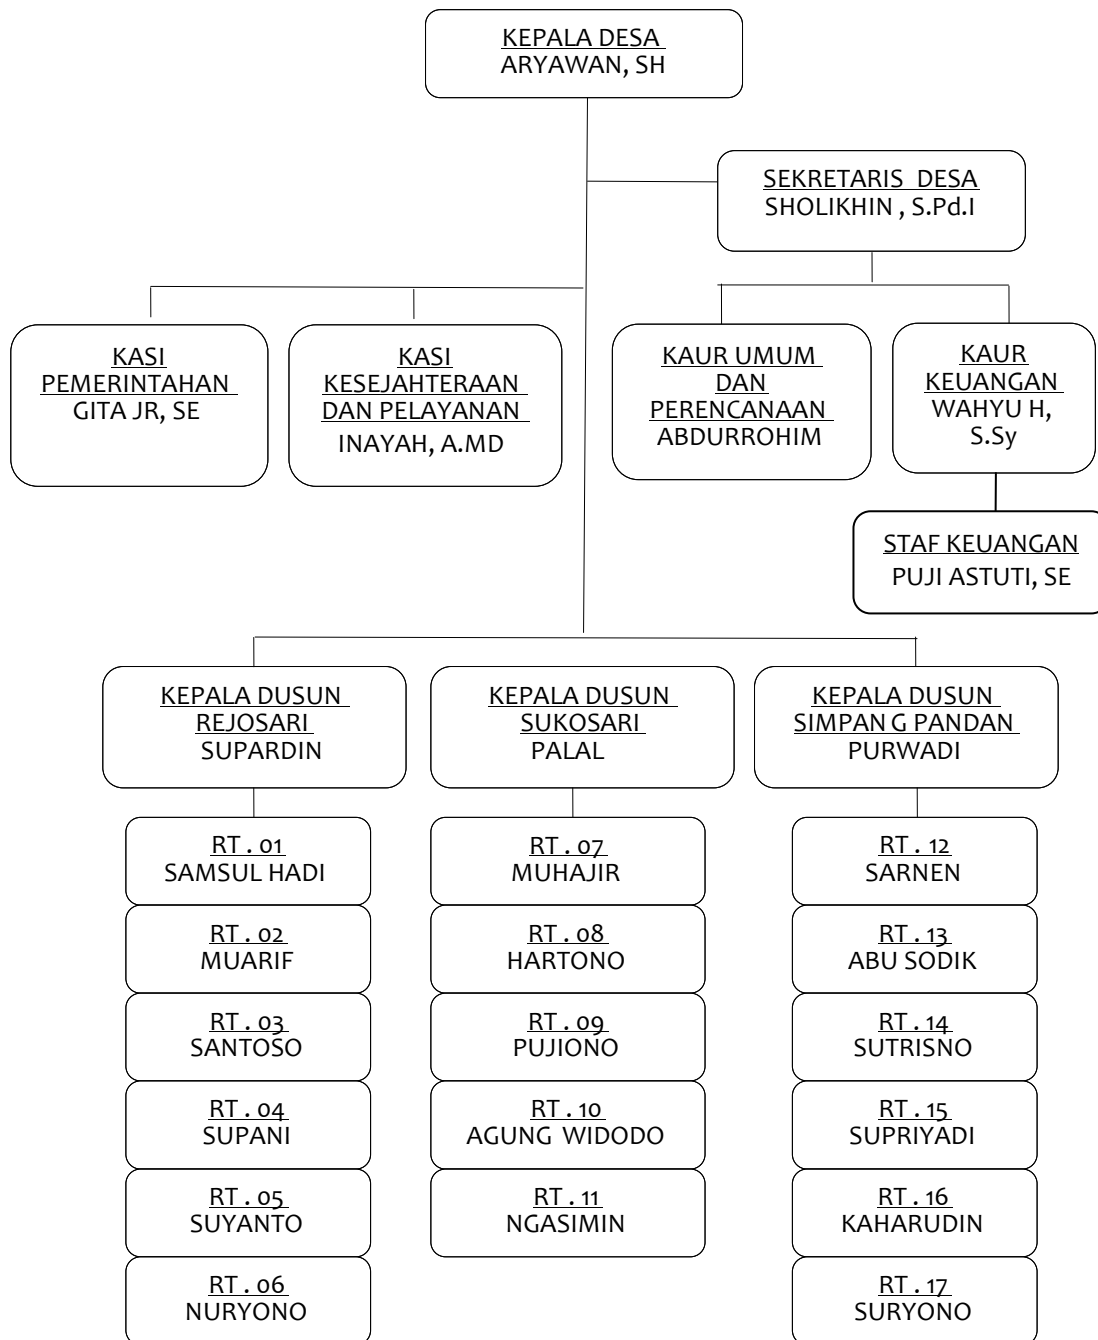 KEPALA DESA
ARYAWAN, SH
SEKRETARIS DESA
SHOLIKHIN , S.Pd.I
KASI
PEMERINTAHAN
GITA JR, SE
KASI
KESEJAHTERAAN
DAN PELAYANAN
INAYAH, A.MD
KAUR UMUM
DAN
PERENCANAAN
ABDURROHIM
KAUR
KEUANGAN
WAHYU H,
S.Sy
STAF KEUANGAN
PUJI ASTUTI, SE
KEPALA DUSUN
REJOSARI
SUPARDIN
KEPALA DUSUN
SUKOSARI
PALAL
KEPALA DUSUN
SIMPAN G PANDAN
PURWADI
RT . 01
SAMSUL HADI
RT . 02
MUARIF
RT . 03
SANTOSO
RT . 04
SUPANI
RT . 05
SUYANTO
RT . 06
NURYONO
RT . 07
MUHAJIR
RT . 08
HARTONO
RT . 09
PUJIONO
RT . 10
AGUNG WIDODO
RT . 11
NGASIMIN
RT . 12
SARNEN
RT . 13
ABU SODIK
RT . 14
SUTRISNO
RT . 15
SUPRIYADI
RT . 16
KAHARUDIN
RT . 17
SURYONO